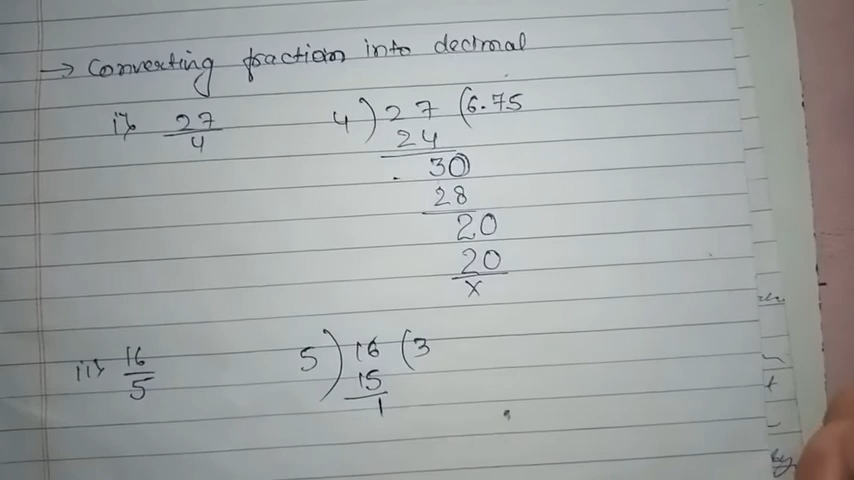 → Converting fraction into decimal
i) 27/4 4) 27 (6.75
24
. 30
28
20
20
x
ii) 16/5 5) 16 (3
15
1
by